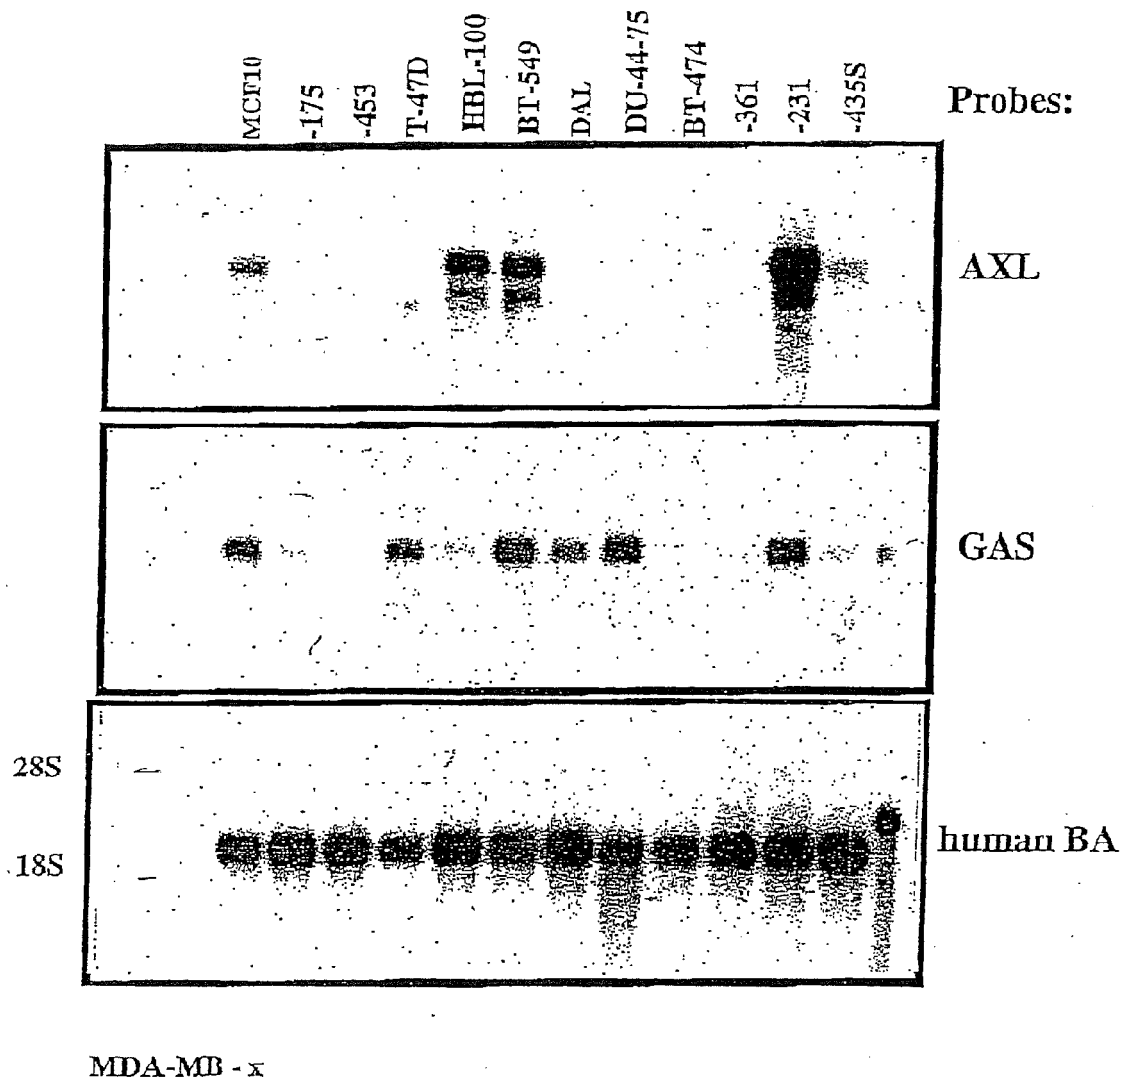 MCF10
-175
-453
T-47D
HBL-100
BT-549
DAL
DU-44-75
BT-474
-361
-231
-435S
Probes:
AXL
GAS
28S
18S
human BA
MDA-MB - x